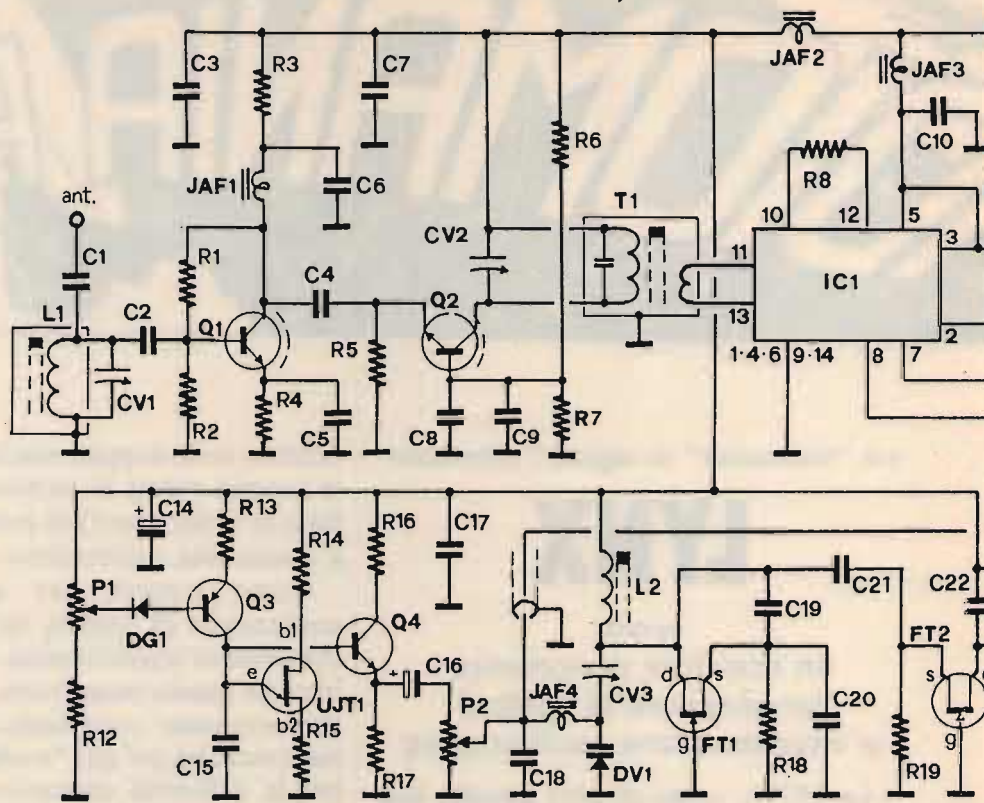 JAF2
C3
R3
C7
JAF3
C10
R6
JAF1
C6
R8
ant.
T1
CV2
10
12
5
C1
R1
11
3
C4
IC1
L1
C2
Q1
Q2
13
2
R5
1·4·6
9·14
8
7
CV1
R4
R2
C5
C8
C9
R7
+
C14
R13
R16
C17
R14
C21
P1
L2
C22
Q3
C19
FT2
DG1
b1
Q4
C16
d
s
s
e
+
CV3
C20
UJT1
P2
JAF4
R12
b2
R15
g
FT1
g
C15
R17
C18
DV1
R18
R19